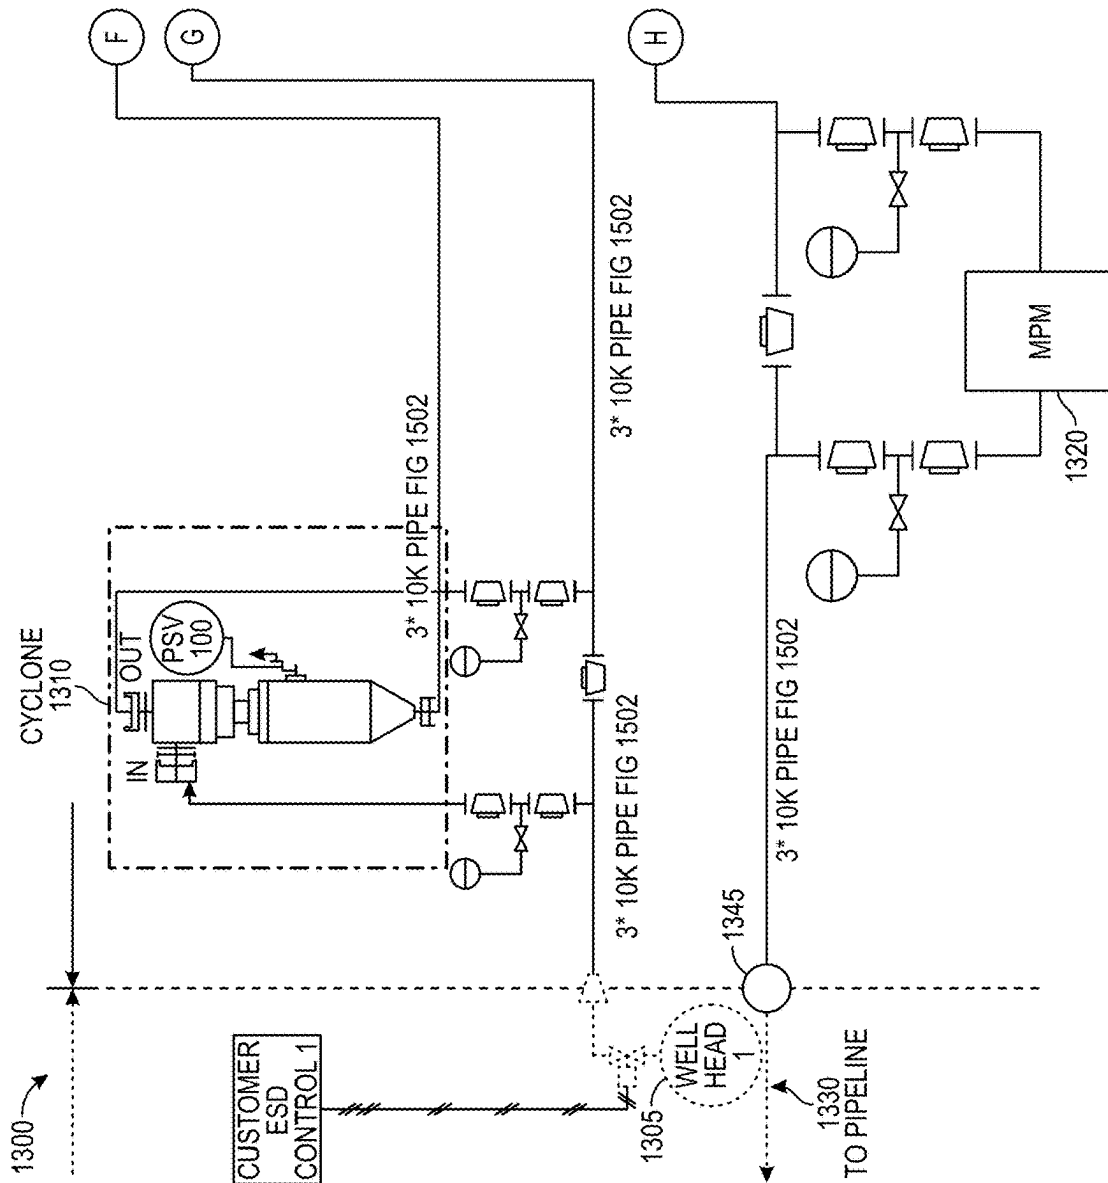 1300
CUSTOMER
ESD
CONTROL 1
CYCLONE
1310
IN
OUT
PSV
100
3* 10K PIPE FIG 1502
F
G
3* 10K PIPE FIG 1502
3* 10K PIPE FIG 1502
H
WELL
HEAD
1
1305
1345
3* 10K PIPE FIG 1502
1330
TO PIPELINE
MPM
1320